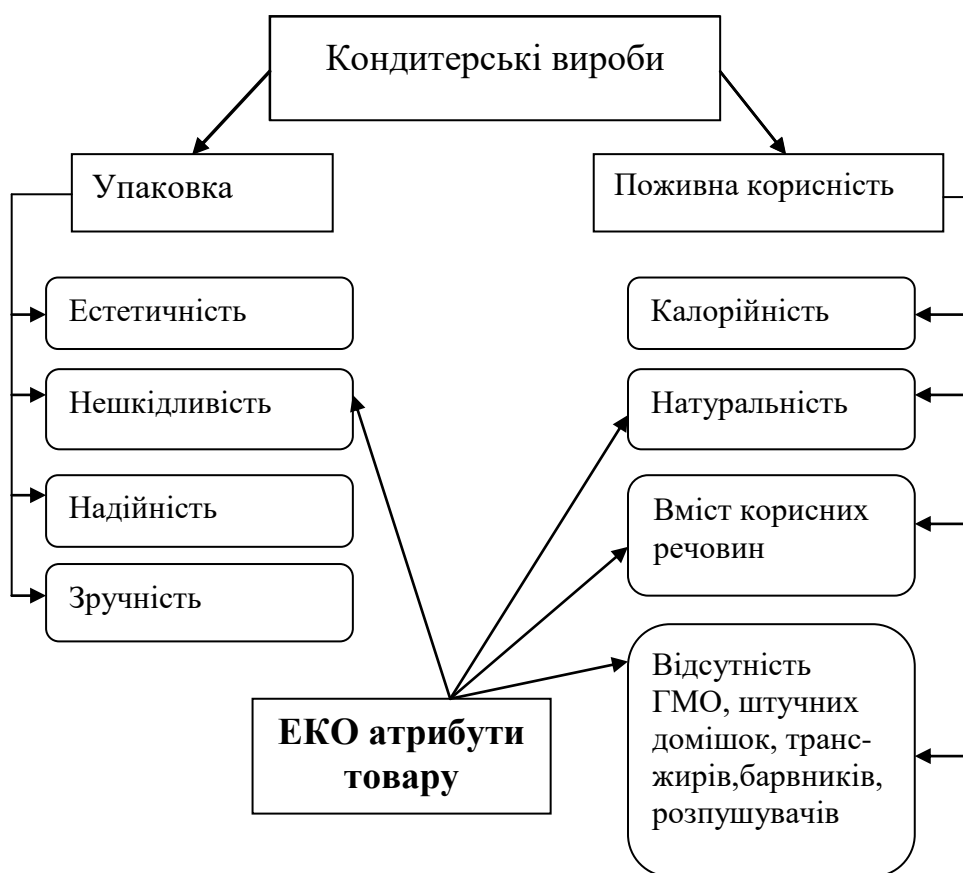 Кондитерські вироби
Упаковка
Поживна корисність
Естетичність
Калорійність
Нешкідливість
Натуральність
Надійність
Вміст корисних
речовин
Зручність
Відсутність
ГМО, штучних
домішок, транс-
жирів,барвників,
розпушувачів
ЕКО атрибути
товару